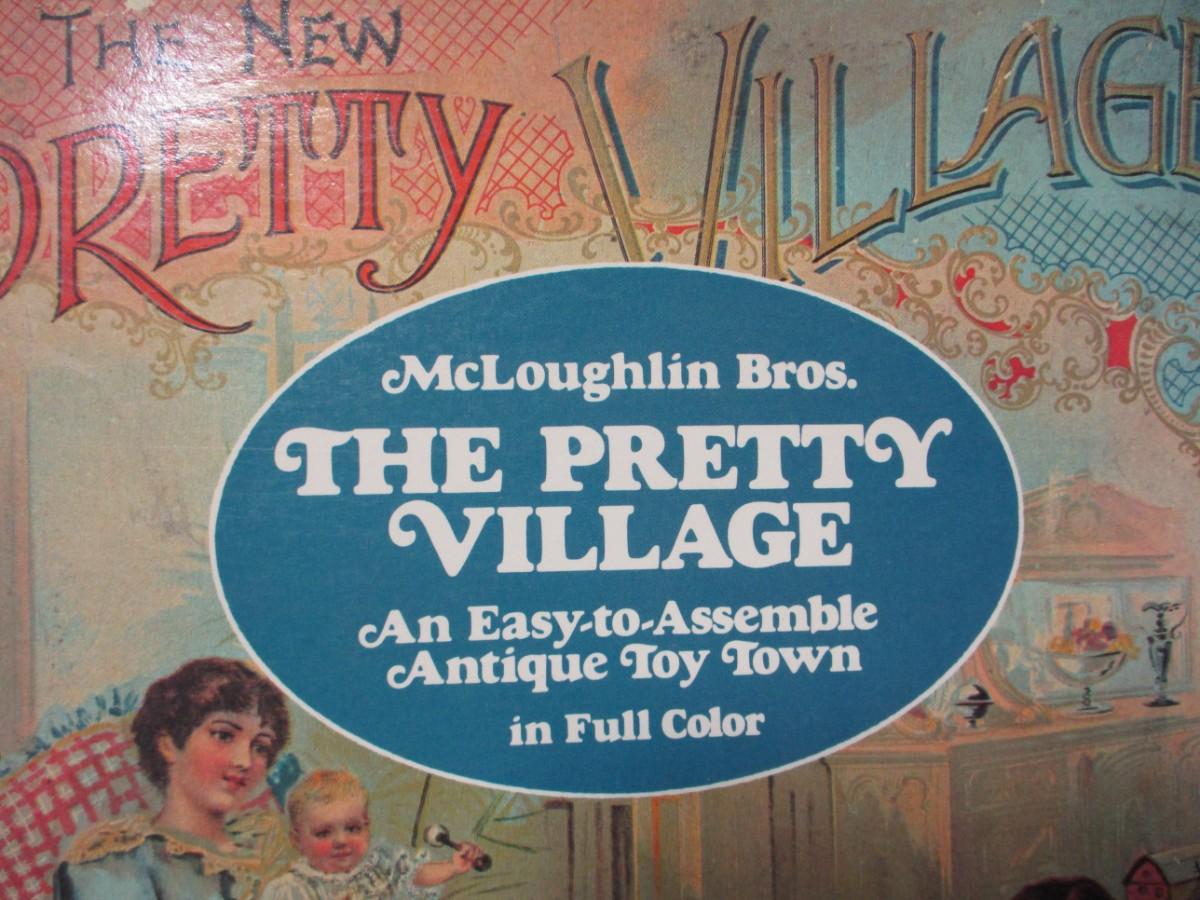 THE NEW
PRETTY VILLAGE
McLoughlin Bros.
THE PRETTY
VILLAGE
An Easy-to-Assemble
Antique Toy Town
in Full Color